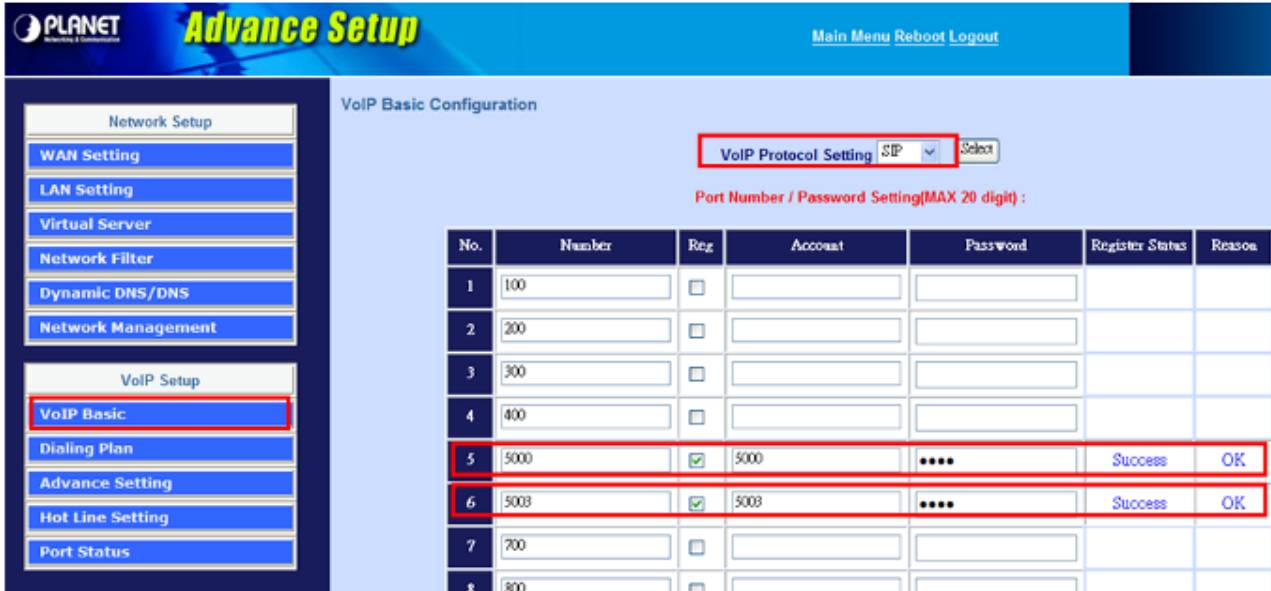 PLANET
Networking & Communication
Advance Setup
Main Menu Reboot Logout
Network Setup
WAN Setting
LAN Setting
Virtual Server
Network Filter
Dynamic DNS/DNS
Network Management
VoIP Setup
VoIP Basic
Dialing Plan
Advance Setting
Hot Line Setting
Port Status
VoIP Basic Configuration
VoIP Protocol Setting SIP Select
Port Number / Password Setting(MAX 20 digit) :
No. Number Reg Account Password Register Status Reason
1 100
2 200
3 300
4 400
5 5000 5000 •••• Success OK
6 5003 5003 •••• Success OK
7 700
8 800